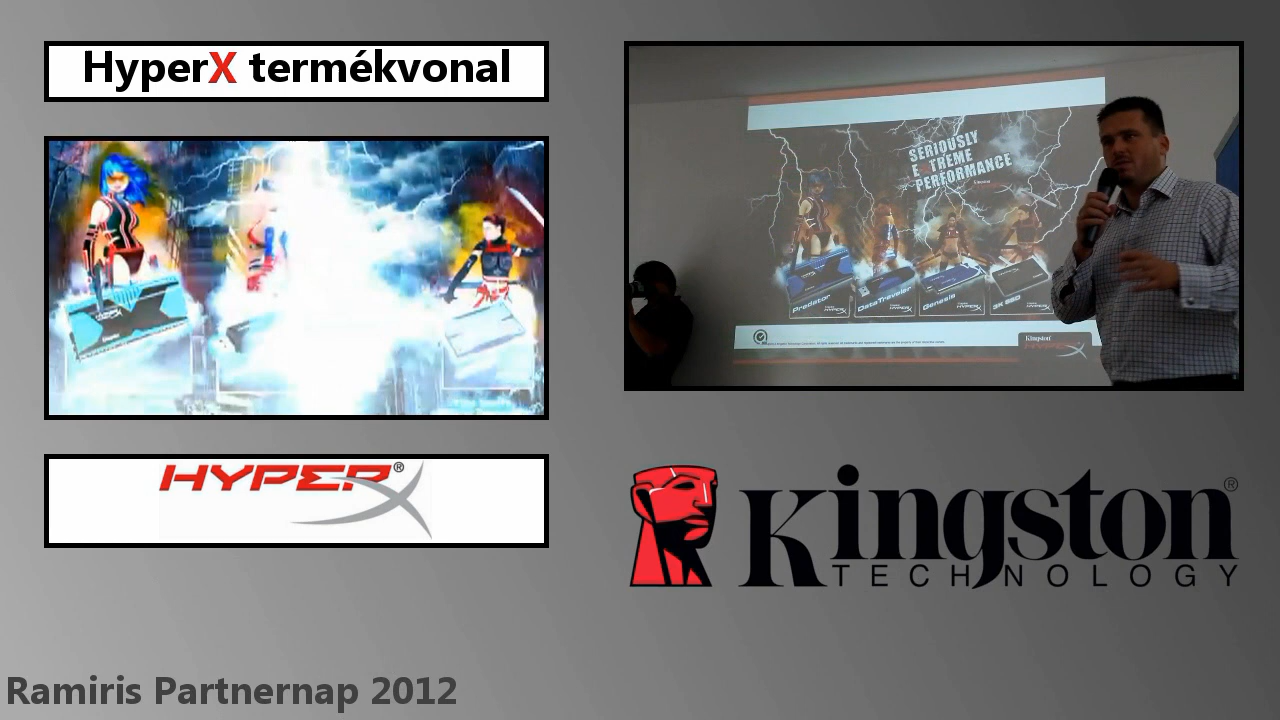 HyperX termékvonal
SERIOUSLY
E TREME
PERFORMANCE
Predator
DataTraveler
Genesis
3K SSD
Kingston
HYPERX®
Kingston®
TECHNOLOGY
Ramiris Partnernap 2012